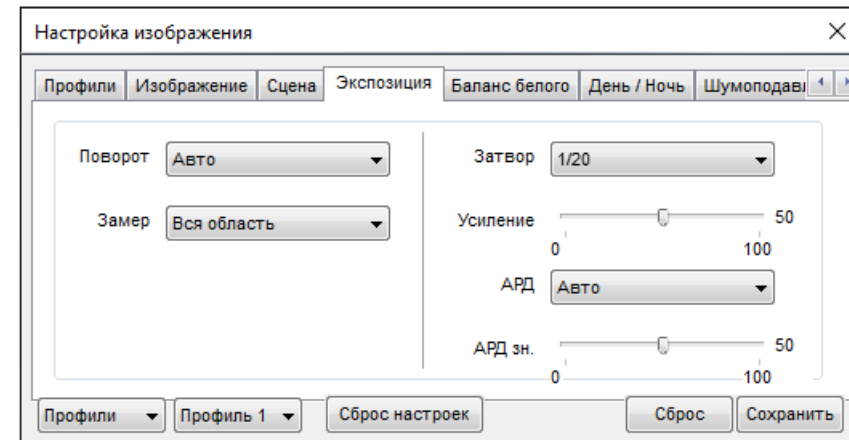 Настройка изображения
Профили Изображение Сцена Экспозиция Баланс белого День / Ночь Шумоподав
Поворот Авто Затвор 1/20
Замер Вся область Усиление 50
0 100
АРД Авто
АРД зн. 50
0 100
Профили Профиль 1 Сброс настроек Сброс Сохранить